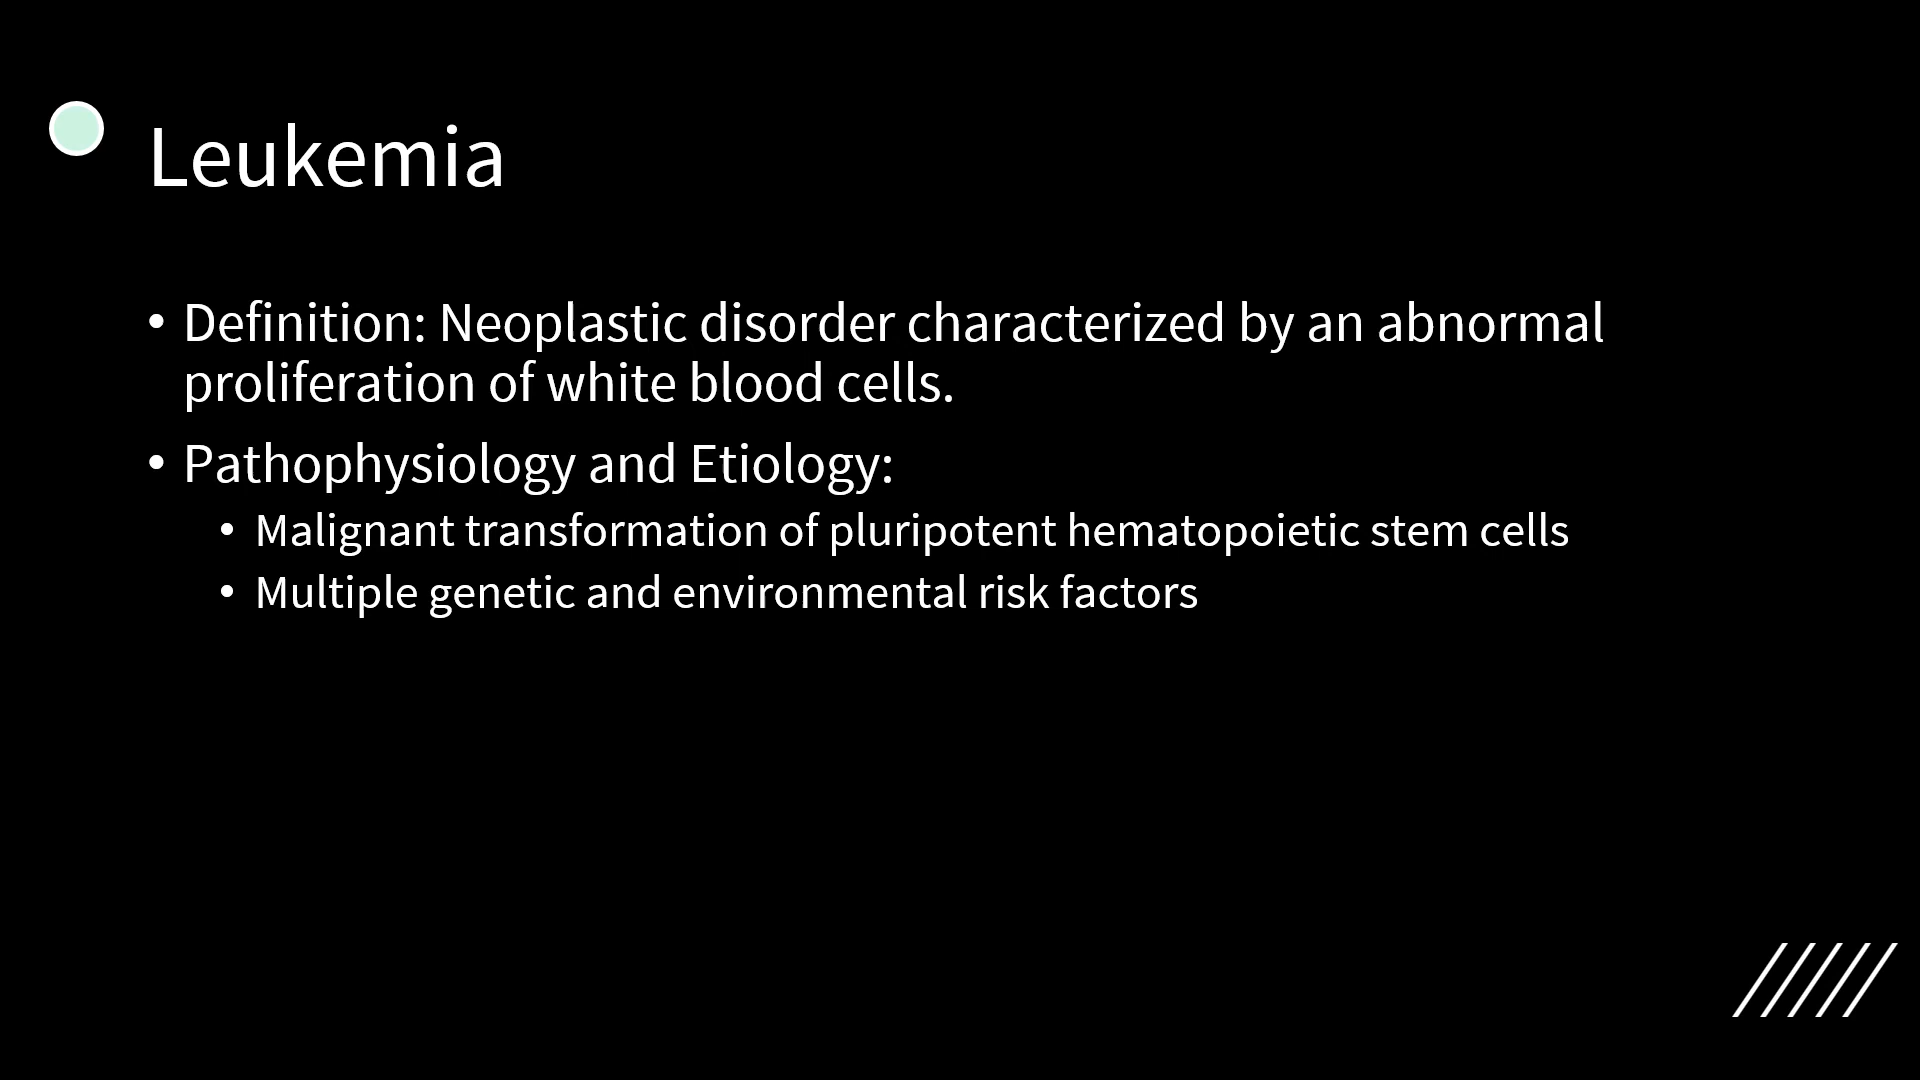 Leukemia
• Definition: Neoplastic disorder characterized by an abnormal
proliferation of white blood cells.
• Pathophysiology and Etiology:
• Malignant transformation of pluripotent hematopoietic stem cells
• Multiple genetic and environmental risk factors